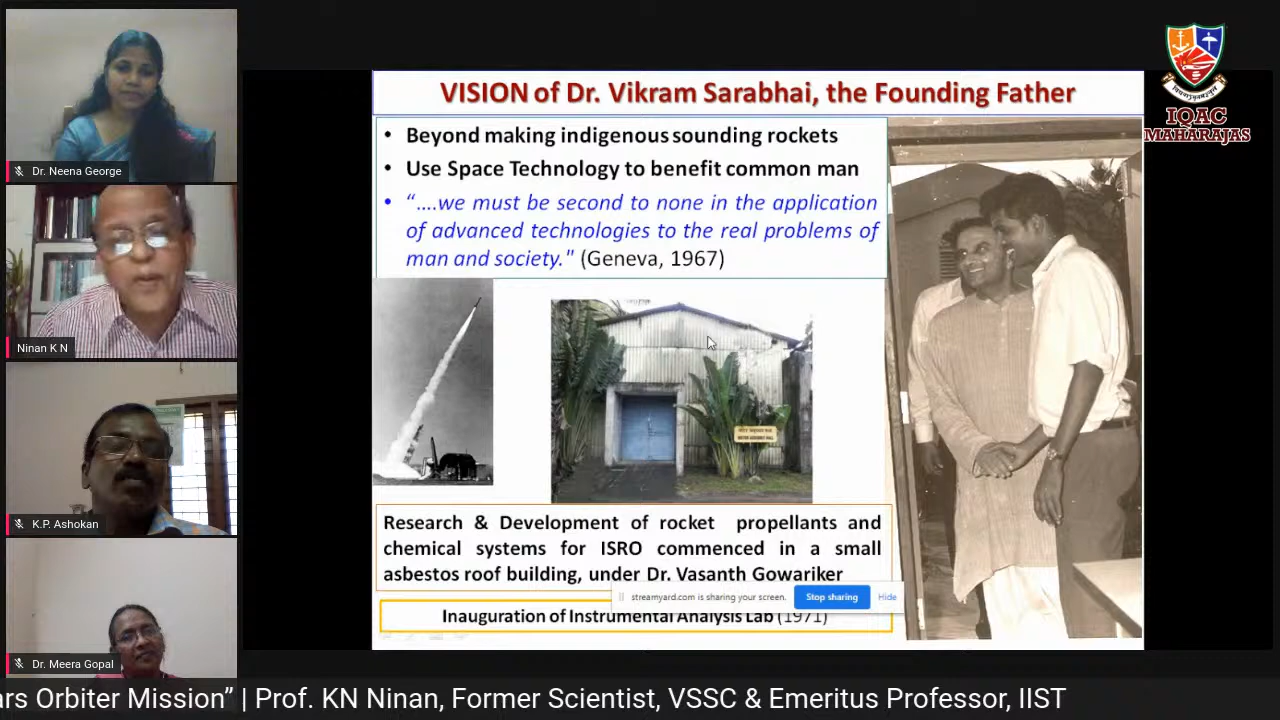 Dr. Neena George
Ninan K N
K.P. Ashokan
Dr. Meera Gopal
VISION of Dr. Vikram Sarabhai, the Founding Father
• Beyond making indigenous sounding rockets
• Use Space Technology to benefit common man
• “....we must be second to none in the application
of advanced technologies to the real problems of
man and society." (Geneva, 1967)
Research & Development of rocket propellants and
chemical systems for ISRO commenced in a small
asbestos roof building, under Dr. Vasanth Gowariker
streamyard.com is sharing your screen.
Stop sharing
Hide
Inauguration of Instrumental Analysis Lab (1971)
IQAC
MAHARAJAS
ars Orbiter Mission” | Prof. KN Ninan, Former Scientist, VSSC & Emeritus Professor, IIST